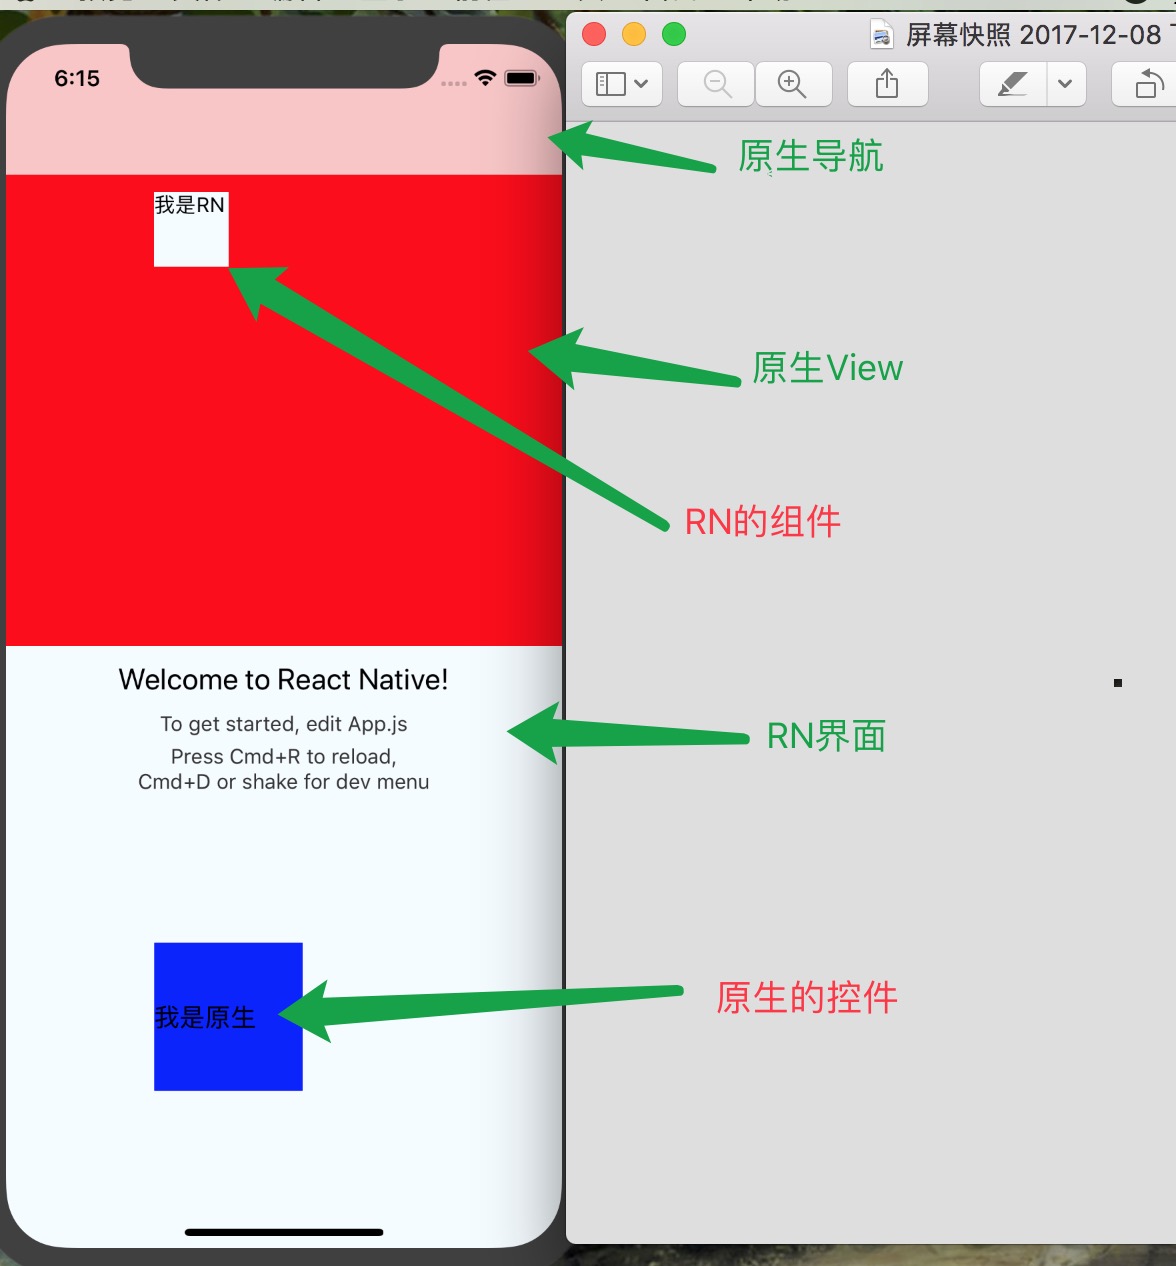 屏幕快照 2017-12-08
6:15
原生导航
我是RN
原生View
RN的组件
Welcome to React Native!
To get started, edit App.js
Press Cmd+R to reload,
Cmd+D or shake for dev menu
RN界面
原生的控件
我是原生